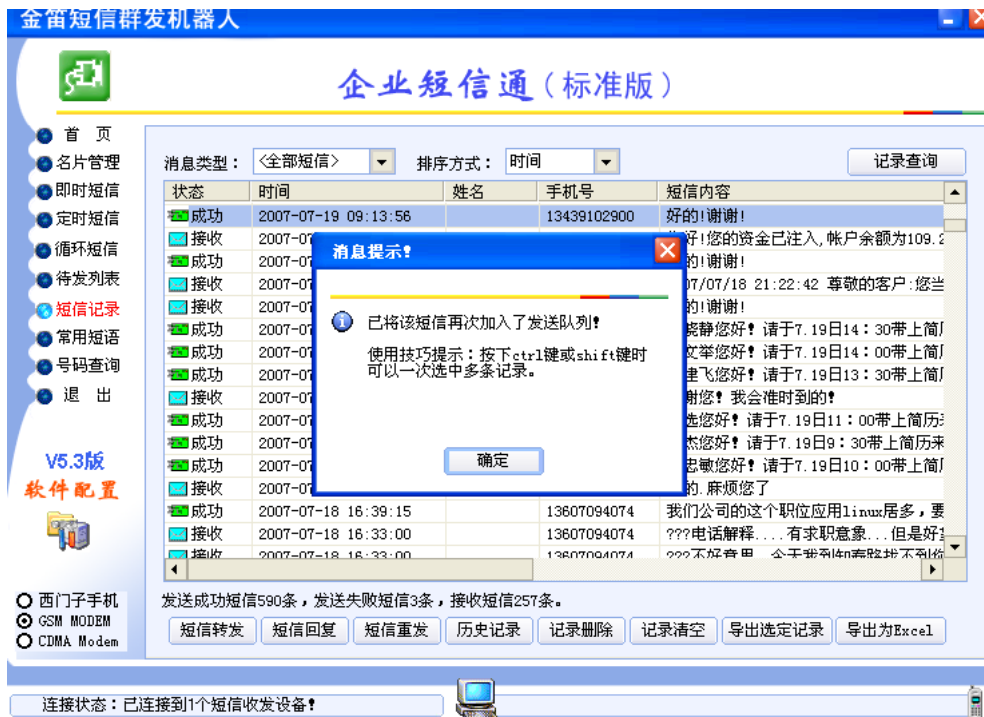 金笛短信群发机器人
企业短信通（标准版）
首 页
名片管理
即时短信
定时短信
循环短信
待发列表
短信记录
常用短语
号码查询
退 出
V5.3版
软件配置
西门子手机
GSM MODEM
CDMA Modem
消息类型： <全部短信> 排序方式： 时间 记录查询
状态 时间 姓名 手机号 短信内容
成功 2007-07-19 09:13:56 13439102900 好的!谢谢!
接收 2007-07 好!您的资金已注入,帐户余额为109.2
成功 2007-07 的!谢谢!
接收 2007-07 07/07/18 21:22:42 尊敬的客户:您当
接收 2007-07 的!谢谢!
成功 2007-07 晓静您好! 请于7.19日14：30带上简历
成功 2007-07 文举您好! 请于7.19日14：00带上简历
成功 2007-07 建飞您好! 请于7.19日13：30带上简历
接收 2007-07 谢您! 我会准时到的!
成功 2007-07 选您好! 请于7.19日11：00带上简历
成功 2007-07 杰您好! 请于7.19日9：30带上简历来
成功 2007-07 忠敏您好! 请于7.19日10：00带上简历
接收 2007-07 的.麻烦您了
成功 2007-07-18 16:39:15 13607094074 我们公司的这个职位应用linux居多，要
接收 2007-07-18 16:33:00 13607094074 ???电话解释....有求职意象...但是好
接收 2007-07-18 16:33:00 13607094074 ???不好意思
消息提示!
已将该短信再次加入了发送队列!
使用技巧提示：按下ctrl键或shift键时
可以一次选中多条记录。
确定
发送成功短信590条，发送失败短信3条，接收短信257条。
短信转发 短信回复 短信重发 历史记录 记录删除 记录清空 导出选定记录 导出为Excel
连接状态：已连接到1个短信收发设备!